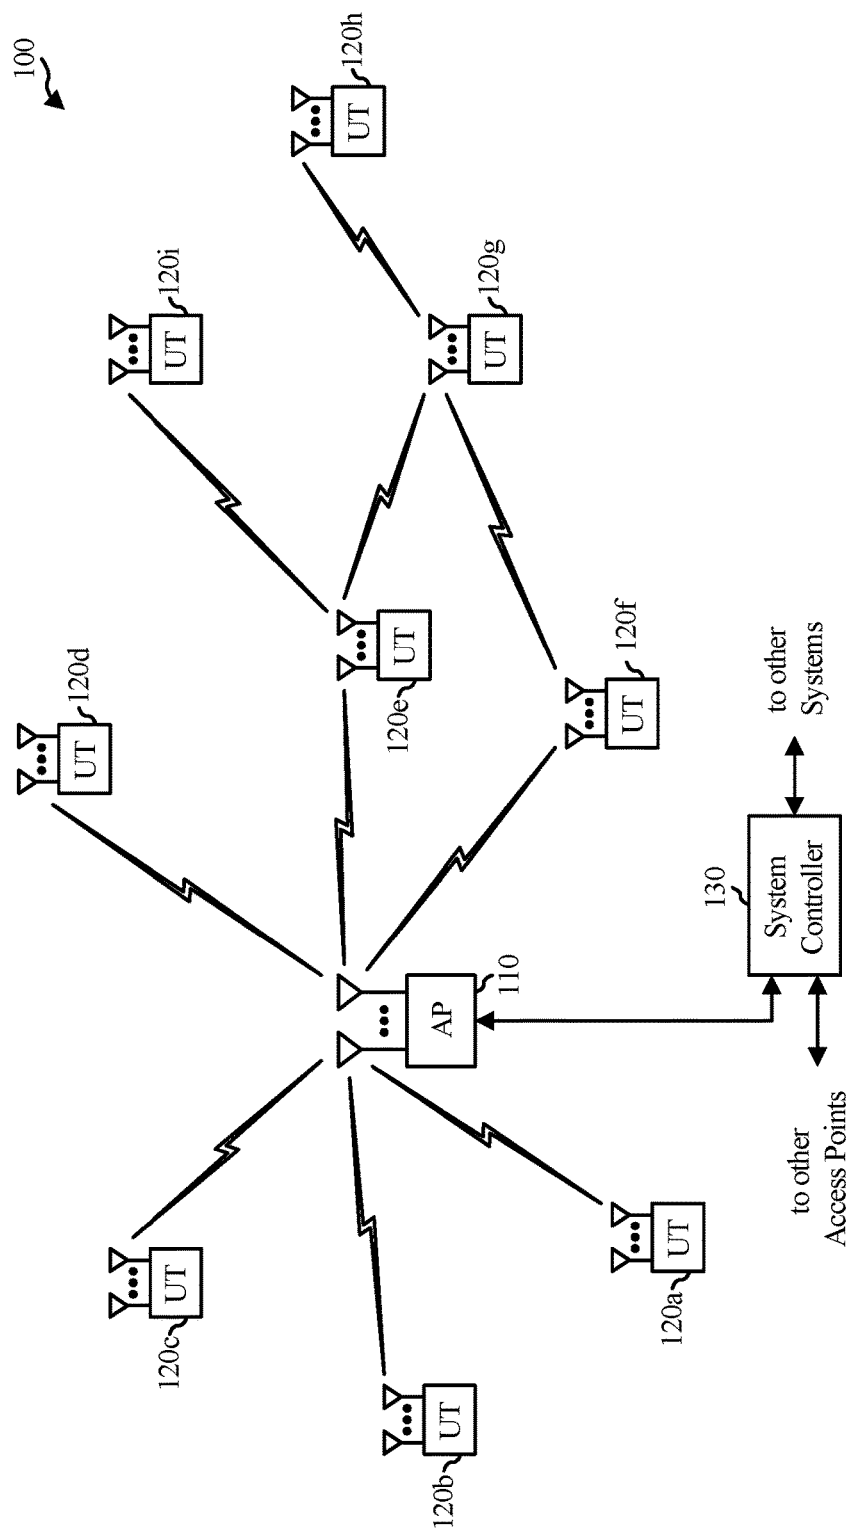 100
120d
UT
120i
UT
120h
UT
120c
UT
120e
UT
120g
UT
120b
UT
AP
110
120f
UT
120a
UT
130
System
Controller
to other
Access Points
to other
Systems